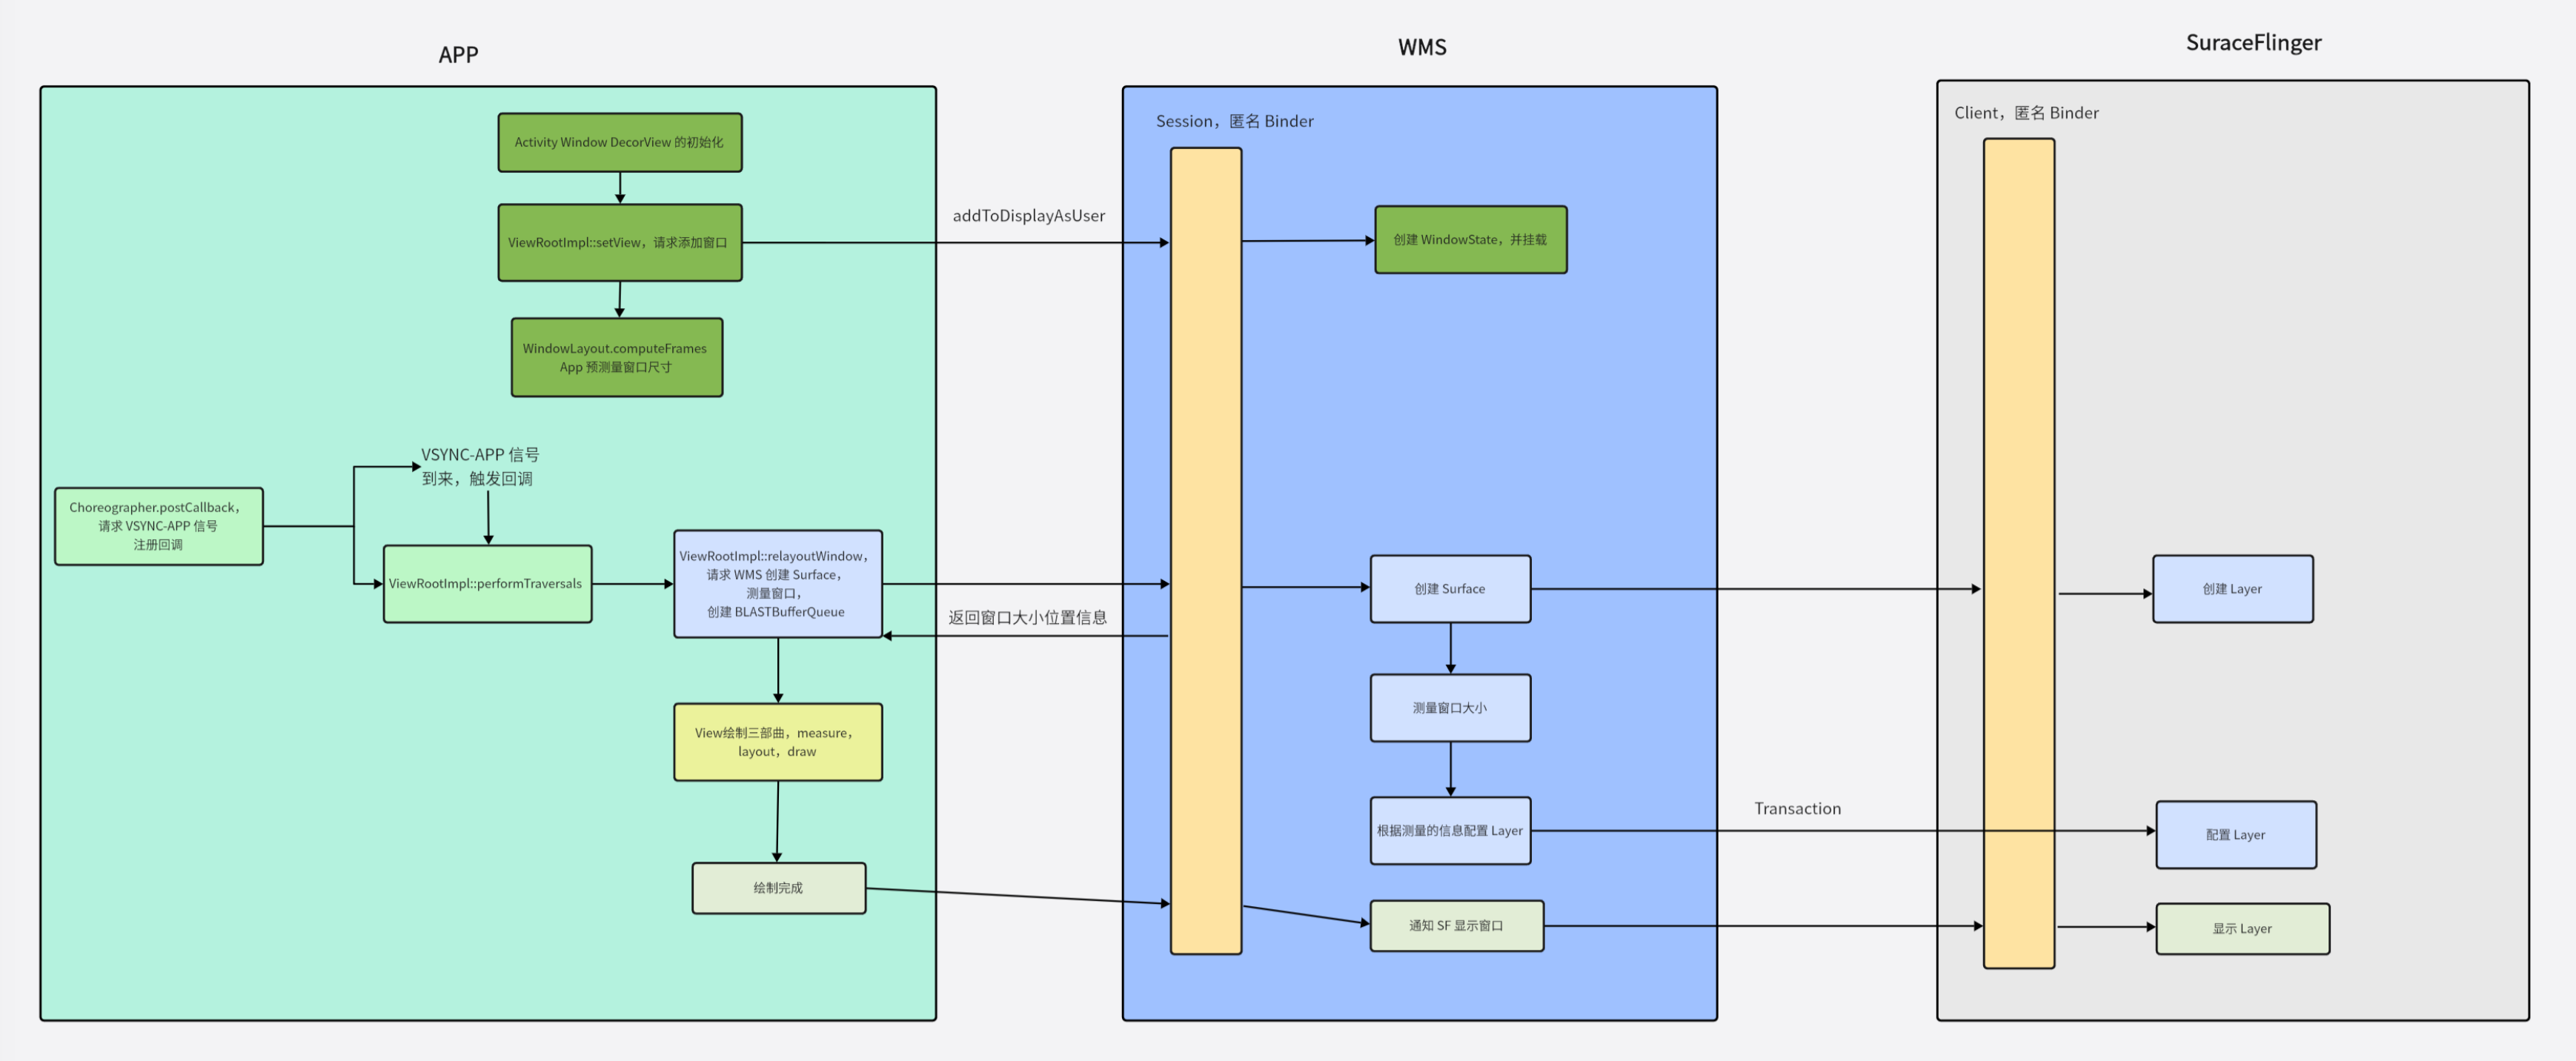 APP
WMS
SuraceFlinger
Activity Window DecorView 的初始化
ViewRootImpl::setView，请求添加窗口
WindowLayout.computeFrames
App 预测量窗口尺寸
VSYNC-APP 信号
到来，触发回调
Choreographer.postCallback，
请求 VSYNC-APP 信号
注册回调
ViewRootImpl::performTraversals
ViewRootImpl::relayoutWindow，
请求 WMS 创建 Surface，
测量窗口，
创建 BLASTBufferQueue
View绘制三部曲，measure，
layout，draw
绘制完成
addToDisplayAsUser
返回窗口大小位置信息
Session，匿名 Binder
创建 WindowState，并挂载
创建 Surface
测量窗口大小
根据测量的信息配置 Layer
通知 SF 显示窗口
Transaction
Client，匿名 Binder
创建 Layer
配置 Layer
显示 Layer